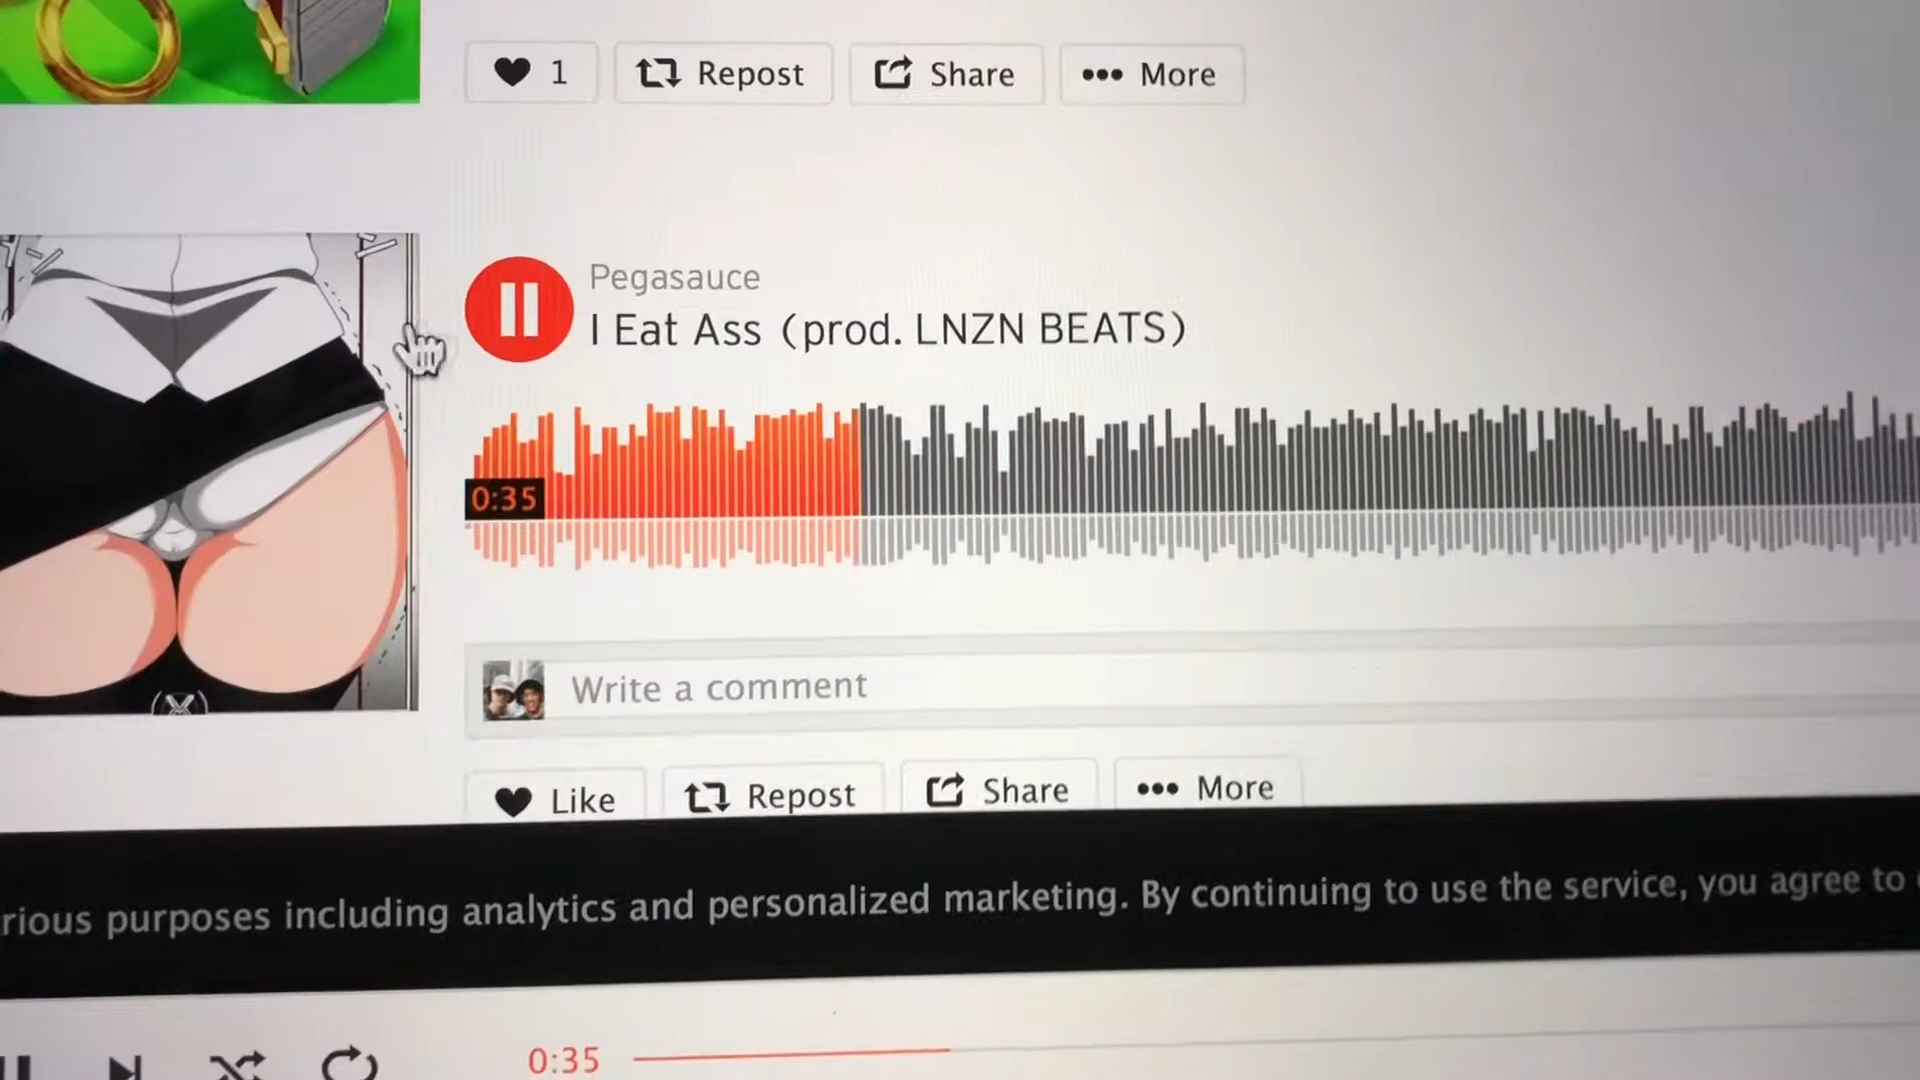 1 Repost Share More
Pegasauce
I Eat Ass (prod. LNZN BEATS)
0:35
Write a comment
Like Repost Share More
rious purposes including analytics and personalized marketing. By continuing to use the service, you agree to
0:35